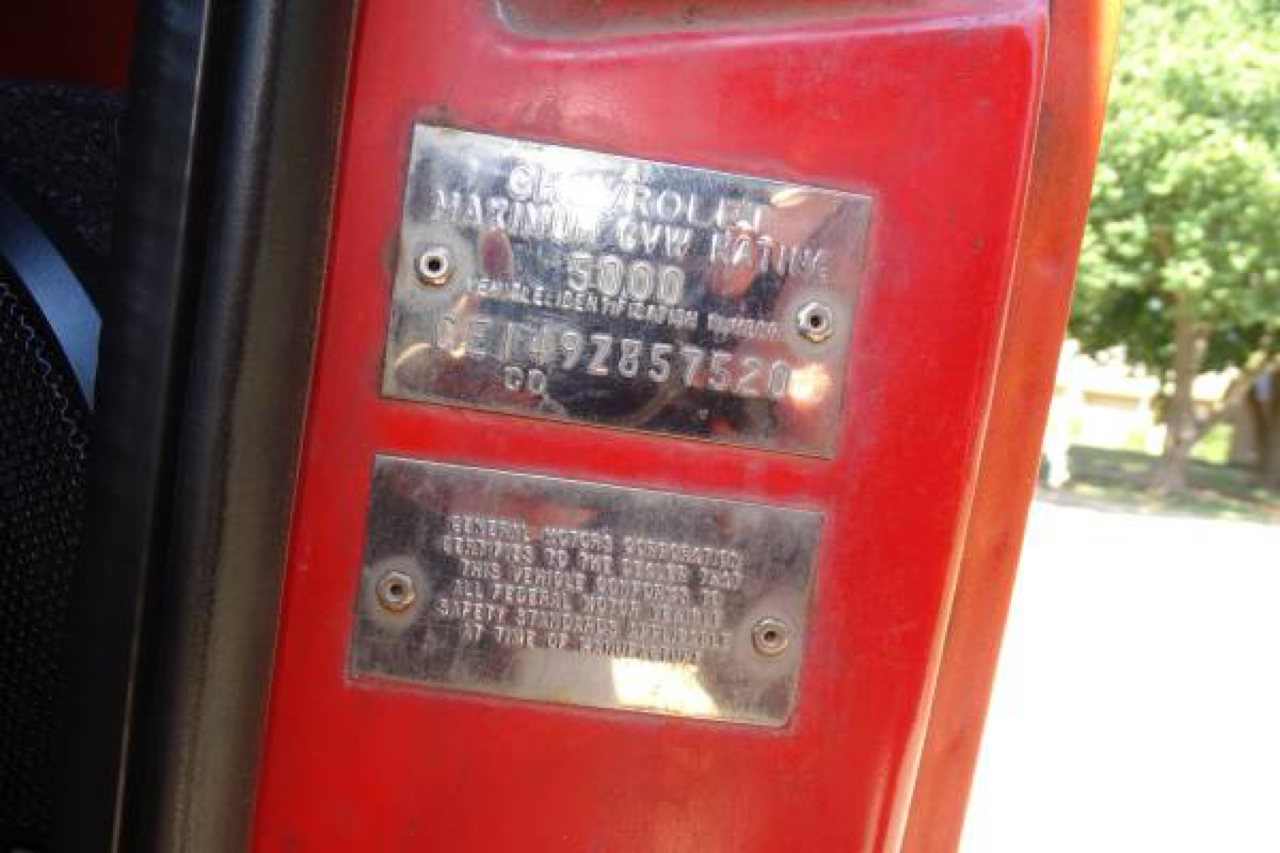 CHEVROLET
MAXIMUM GVW RATING
5000
VEHICLE IDENTIFICATION NUMBER
CE149Z857520
CO
GENERAL MOTORS CORPORATION
CERTIFIES TO THE DEALER THAT
THIS VEHICLE CONFORMS TO
ALL FEDERAL MOTOR VEHICLE
SAFETY STANDARDS APPLICABLE
AT TIME OF MANUFACTURE